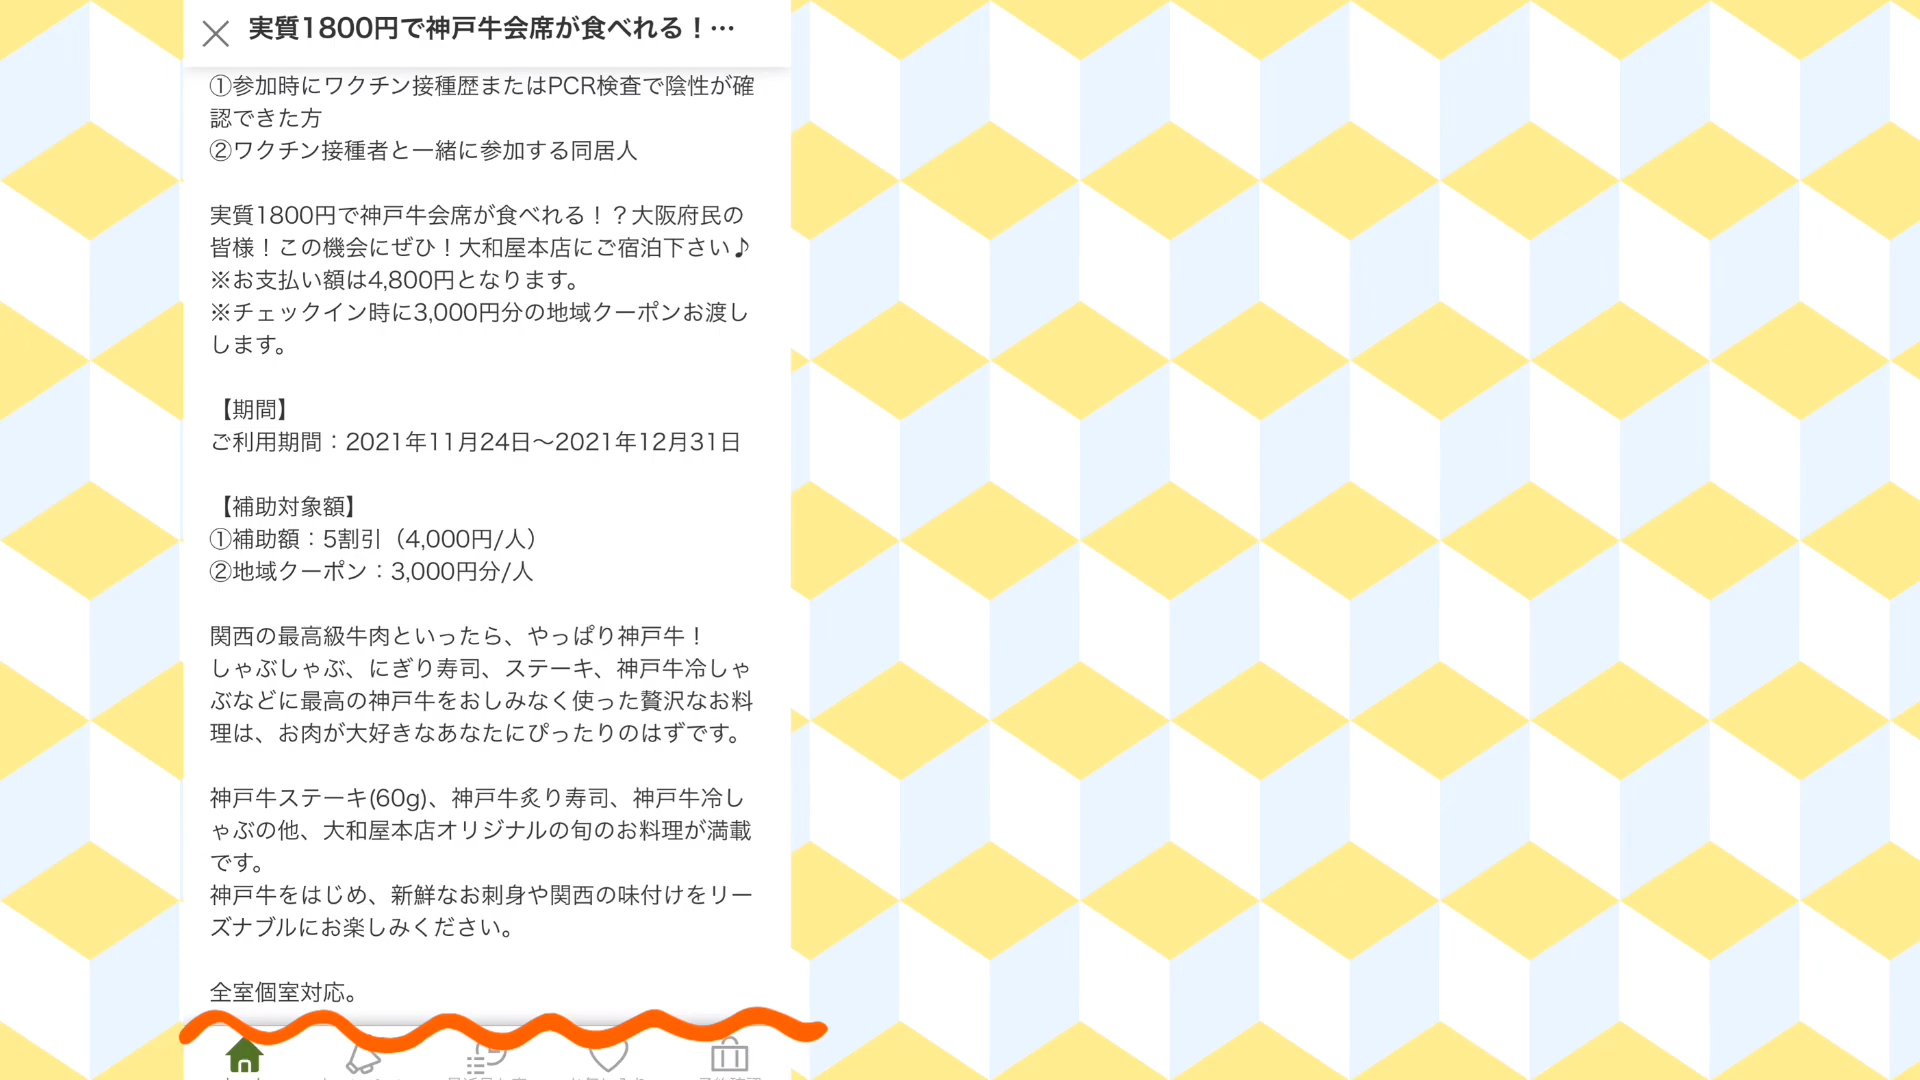 実質1800円で神戸牛会席が食べれる！…
①参加時にワクチン接種歴またはPCR検査で陰性が確
認できた方
②ワクチン接種者と一緒に参加する同居人
実質1800円で神戸牛会席が食べれる！？大阪府民の
皆様！この機会にぜひ！大和屋本店にご宿泊下さい♪
※お支払い額は4,800円となります。
※チェックイン時に3,000円分の地域クーポンお渡し
します。
【期間】
ご利用期間：2021年11月24日〜2021年12月31日
【補助対象額】
①補助額：5割引（4,000円/人）
②地域クーポン：3,000円分/人
関西の最高級牛肉といったら、やっぱり神戸牛！
しゃぶしゃぶ、にぎり寿司、ステーキ、神戸牛冷しゃ
ぶなどに最高の神戸牛をおしみなく使った贅沢なお料
理は、お肉が大好きなあなたにぴったりのはずです。
神戸牛ステーキ(60g)、神戸牛炙り寿司、神戸牛冷し
ゃぶの他、大和屋本店オリジナルの旬のお料理が満載
です。
神戸牛をはじめ、新鮮なお刺身や関西の味付けをリー
ズナブルにお楽しみください。
全室個室対応。